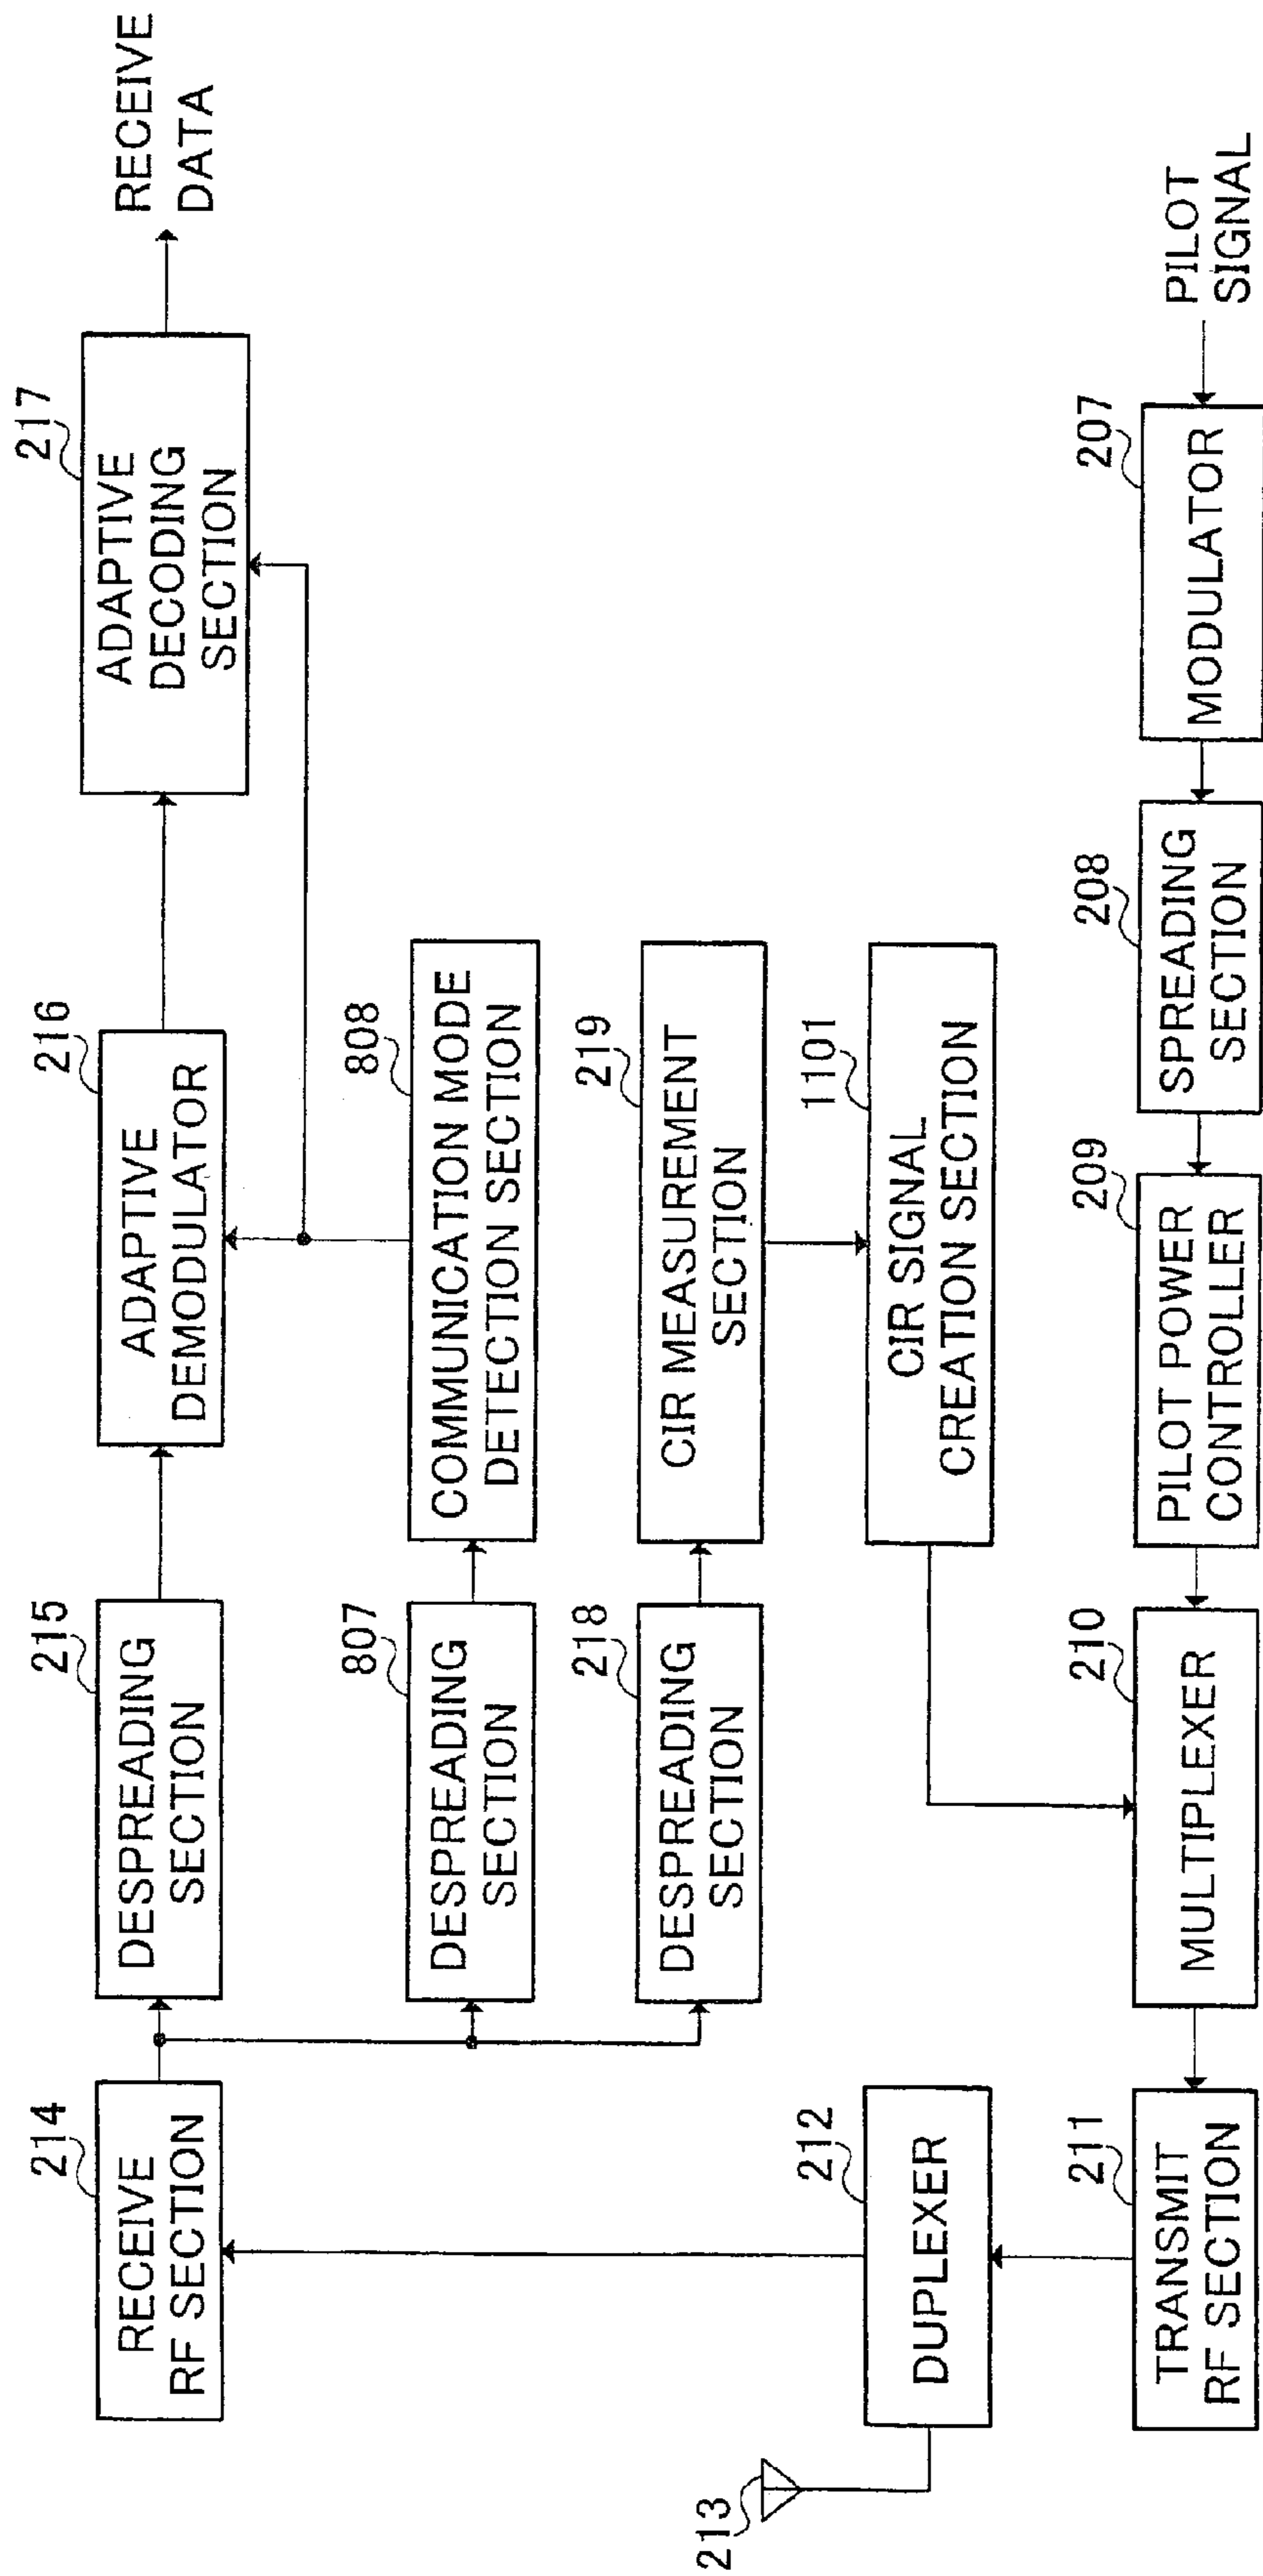 214
RECEIVE
RF SECTION
215
DESPREADING
SECTION
216
ADAPTIVE
DEMODULATOR
217
ADAPTIVE
DECODING
SECTION
RECEIVE
DATA
807
DESPREADING
SECTION
808
COMMUNICATION MODE
DETECTION SECTION
218
DESPREADING
SECTION
219
CIR MEASUREMENT
SECTION
213
212
DUPLEXER
1101
CIR SIGNAL
CREATION SECTION
211
TRANSMIT
RF SECTION
210
MULTIPLEXER
209
PILOT POWER
CONTROLLER
208
SPREADING
SECTION
207
MODULATOR
PILOT
SIGNAL